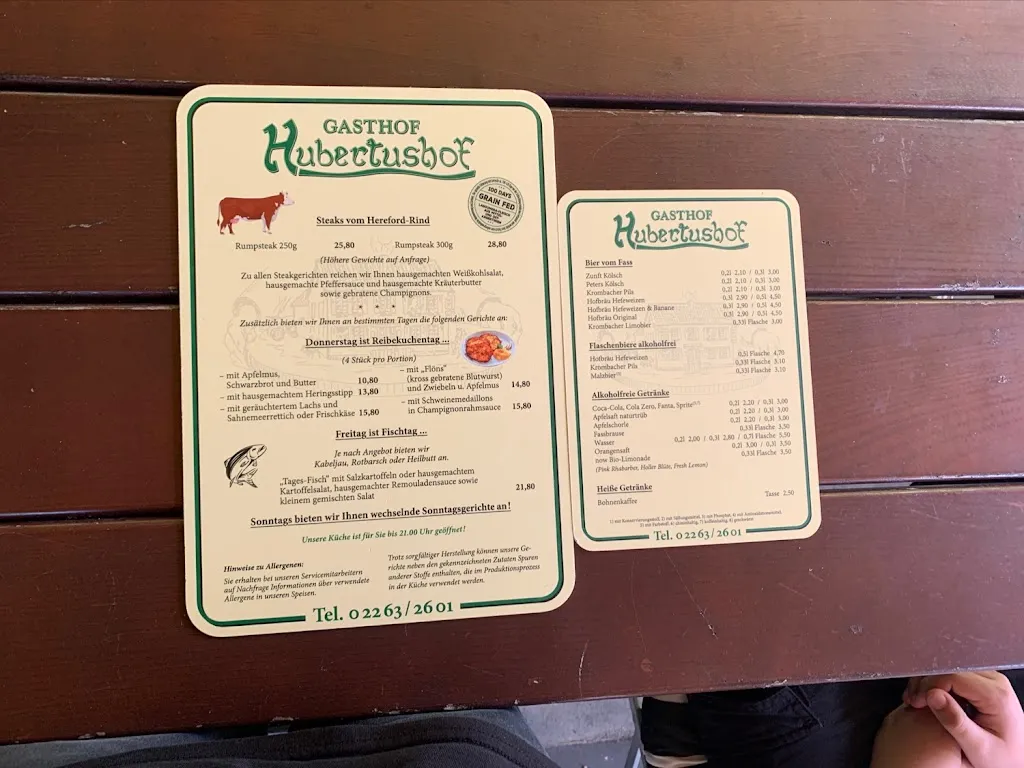 GASTHOF
Hubertushof
100 DAYS
GRAIN FED
Steaks vom Hereford-Rind
Rumpsteak 250g 25,80 Rumpsteak 300g 28,80
(Höhere Gewichte auf Anfrage)
Zu allen Steakgerichten reichen wir Ihnen hausgemachten Weißkohlsalat,
hausgemachte Pfeffersauce und hausgemachte Kräuterbutter
sowie gebratene Champignons.
* * *
Zusätzlich bieten wir Ihnen an bestimmten Tagen die folgenden Gerichte an:
Donnerstag ist Reibekuchentag ...
(4 Stück pro Portion)
– mit Apfelmus,
Schwarzbrot und Butter 10,80
– mit hausgemachtem Heringsstipp 13,80
– mit geräuchertem Lachs und
Sahnemeerrettich oder Frischkäse 15,80
– mit „Flöns“
(kross gebratene Blutwurst)
und Zwiebeln u. Apfelmus 14,80
– mit Schweinemedaillons
in Champignonrahmsauce 15,80
Freitag ist Fischtag ...
Je nach Angebot bieten wir
Kabeljau, Rotbarsch oder Heilbutt an.
„Tages-Fisch“ mit Salzkartoffeln oder hausgemachtem
Kartoffelsalat, hausgemachter Remouladensauce sowie
kleinem gemischten Salat 21,80
Sonntags bieten wir Ihnen wechselnde Sonntagsgerichte an!
Unsere Küche ist für Sie bis 21.00 Uhr geöffnet!
Hinweise zu Allergenen:
Sie erhalten bei unseren Servicemitarbeitern
auf Nachfrage Informationen über verwendete
Allergene in unseren Speisen.
Trotz sorgfältiger Herstellung können unsere Ge-
richte neben den gekennzeichneten Zutaten Spuren
anderer Stoffe enthalten, die im Produktionsprozess
in der Küche verwendet werden.
Tel. 0 22 63 / 26 01
GASTHOF
Hubertushof
Bier vom Fass
Zunft Kölsch 0,2l 2,10 / 0,3l 3,00
Peters Kölsch 0,2l 2,10 / 0,3l 3,00
Krombacher Pils 0,2l 2,10 / 0,3l 3,00
Hofbräu Hefeweizen 0,3l 2,90 / 0,5l 4,50
Hofbräu Hefeweizen & Banane 0,3l 2,90 / 0,5l 4,50
Hofbräu Original 0,3l 2,90 / 0,5l 4,50
Krombacher Limobier 0,33l Flasche 3,00
Flaschenbiere alkoholfrei
Hofbräu Hefeweizen 0,5l Flasche 4,70
Krombacher Pils 0,33l Flasche 3,10
Malzbier 0,33l Flasche 3,10
Alkoholfreie Getränke
Coca-Cola, Cola Zero, Fanta, Sprite 0,2l 2,20 / 0,3l 3,00
Apfelsaft naturtrüb 0,2l 2,20 / 0,3l 3,00
Apfelschorle 0,2l 2,20 / 0,3l 3,00
Fassbrause 0,33l Flasche 3,50
Wasser 0,2l 2,00 / 0,3l 2,80 / 0,7l Flasche 5,50
Orangensaft 0,2l 3,00 / 0,3l 3,50
now Bio-Limonade 0,33l Flasche 3,50
(Pink Rhabarber, Holler Blüte, Fresh Lemon)
Heiße Getränke
Bohnenkaffee Tasse 2,50
Tel. 0 22 63 / 26 01